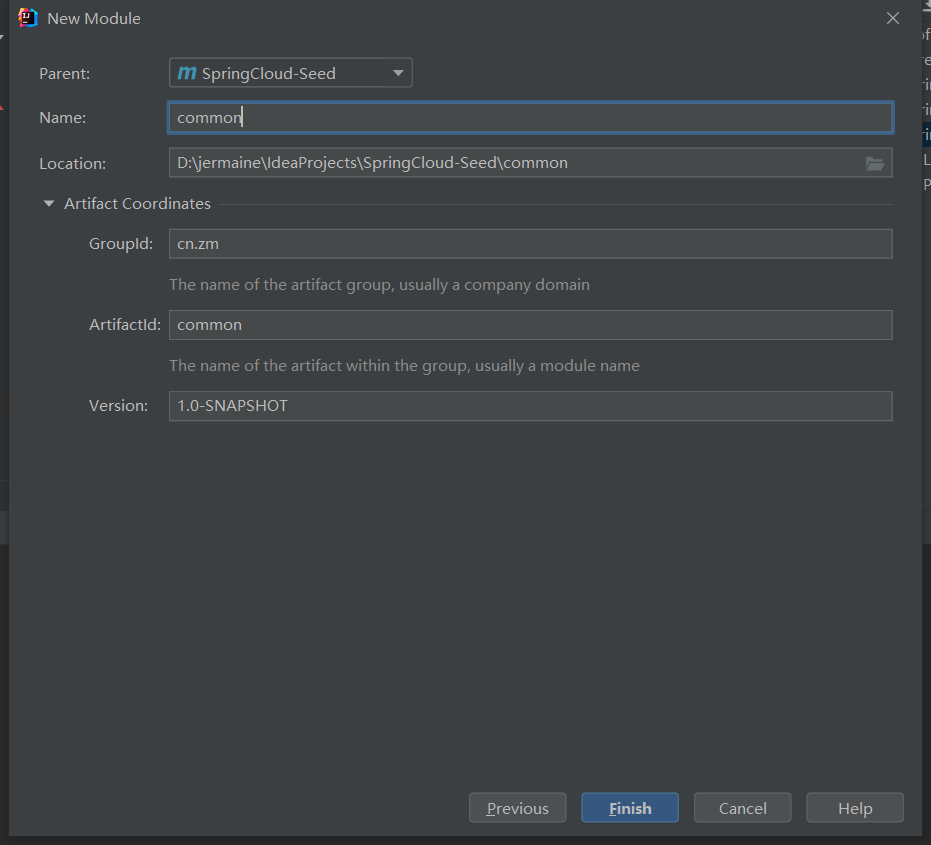 New Module
Parent: m SpringCloud-Seed
Name: common
Location: D:\jermaine\IdeaProjects\SpringCloud-Seed\common
Artifact Coordinates
GroupId: cn.zm
The name of the artifact group, usually a company domain
ArtifactId: common
The name of the artifact within the group, usually a module name
Version: 1.0-SNAPSHOT
Previous Finish Cancel Help